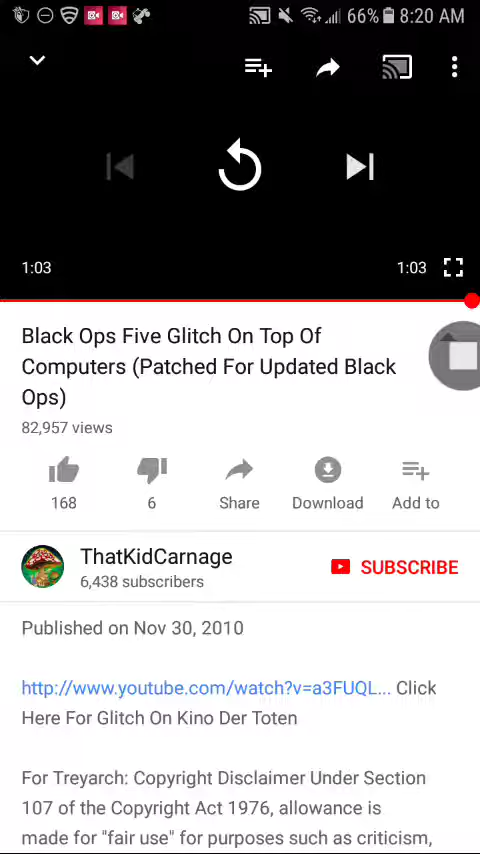 66% 8:20 AM
1:03 1:03
Black Ops Five Glitch On Top Of
Computers (Patched For Updated Black
Ops)
82,957 views
168 6 Share Download Add to
ThatKidCarnage
6,438 subscribers
SUBSCRIBE
Published on Nov 30, 2010
http://www.youtube.com/watch?v=a3FUQL... Click
Here For Glitch On Kino Der Toten
For Treyarch: Copyright Disclaimer Under Section
107 of the Copyright Act 1976, allowance is
made for "fair use" for purposes such as criticism,